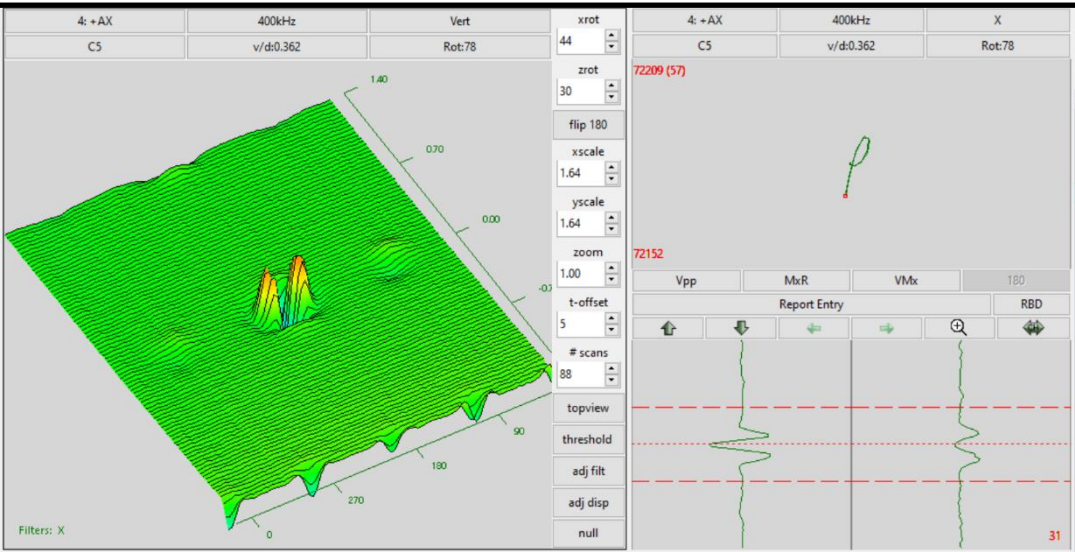 4: +AX 400kHz Vert
C5 v/d:0.362 Rot:78
1.40
0.70
0.00
90
180
270
0
Filters: X
xrot
44
zrot
30
flip 180
xscale
1.64
yscale
1.64
zoom
1.00
t-offset
5
# scans
88
topview
threshold
adj filt
adj disp
null
4: +AX 400kHz X
C5 v/d:0.362 Rot:78
72209 (57)
72152
Vpp MxR VMx 180
Report Entry RBD
31